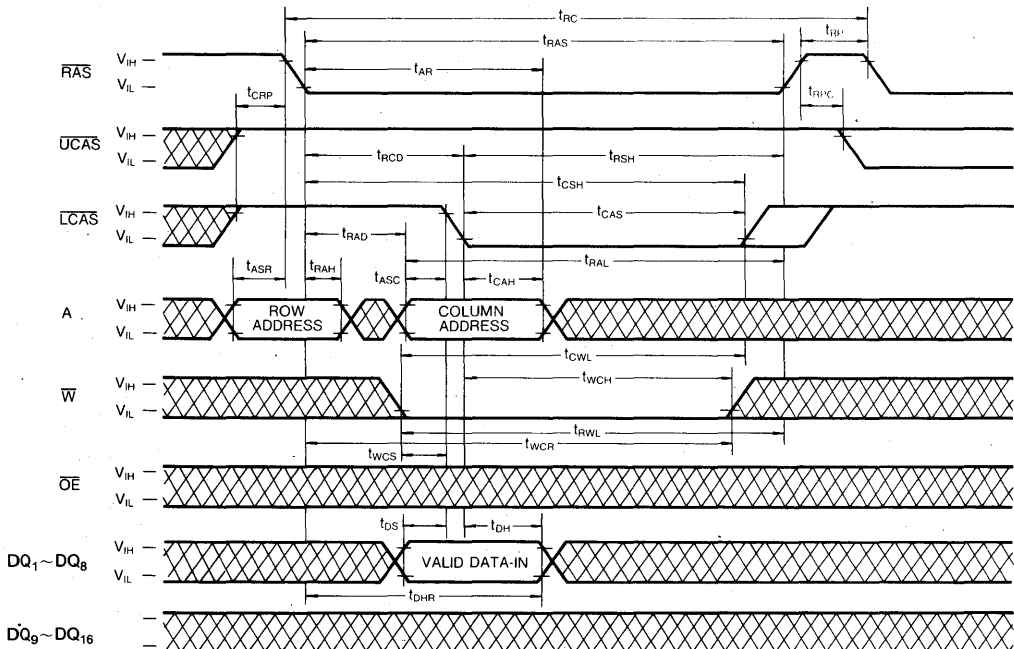 tRC
tRAS
tRP
tAR
RAS
VIH
VIL
tCRP
tRPC
UCAS
VIH
VIL
tRCD
tRSH
tCSH
LCAS
VIH
VIL
tCAS
tRAD
tRAL
tASR
tRAH
tASC
tCAH
A
VIH
VIL
ROW
ADDRESS
COLUMN
ADDRESS
tCWL
W
VIH
VIL
tWCH
tRWL
tWCR
tWCS
OE
VIH
VIL
tDS
tDH
DQ1~DQ8
VIH
VIL
VALID DATA-IN
tDHR
DQ9~DQ16